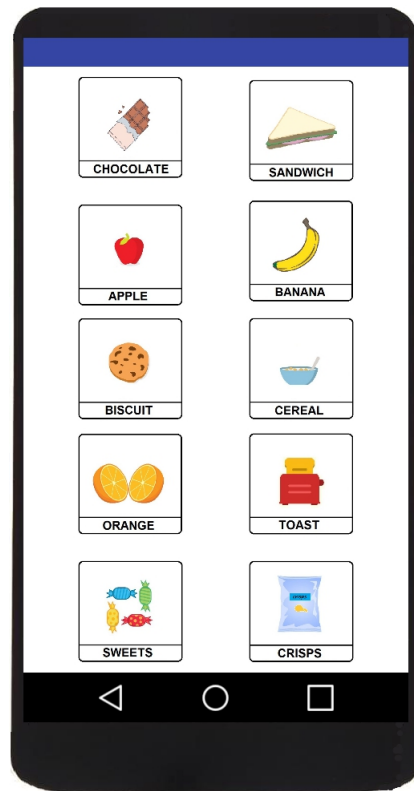 CHOCOLATE
SANDWICH
APPLE
BANANA
BISCUIT
CEREAL
ORANGE
TOAST
SWEETS
CRISPS